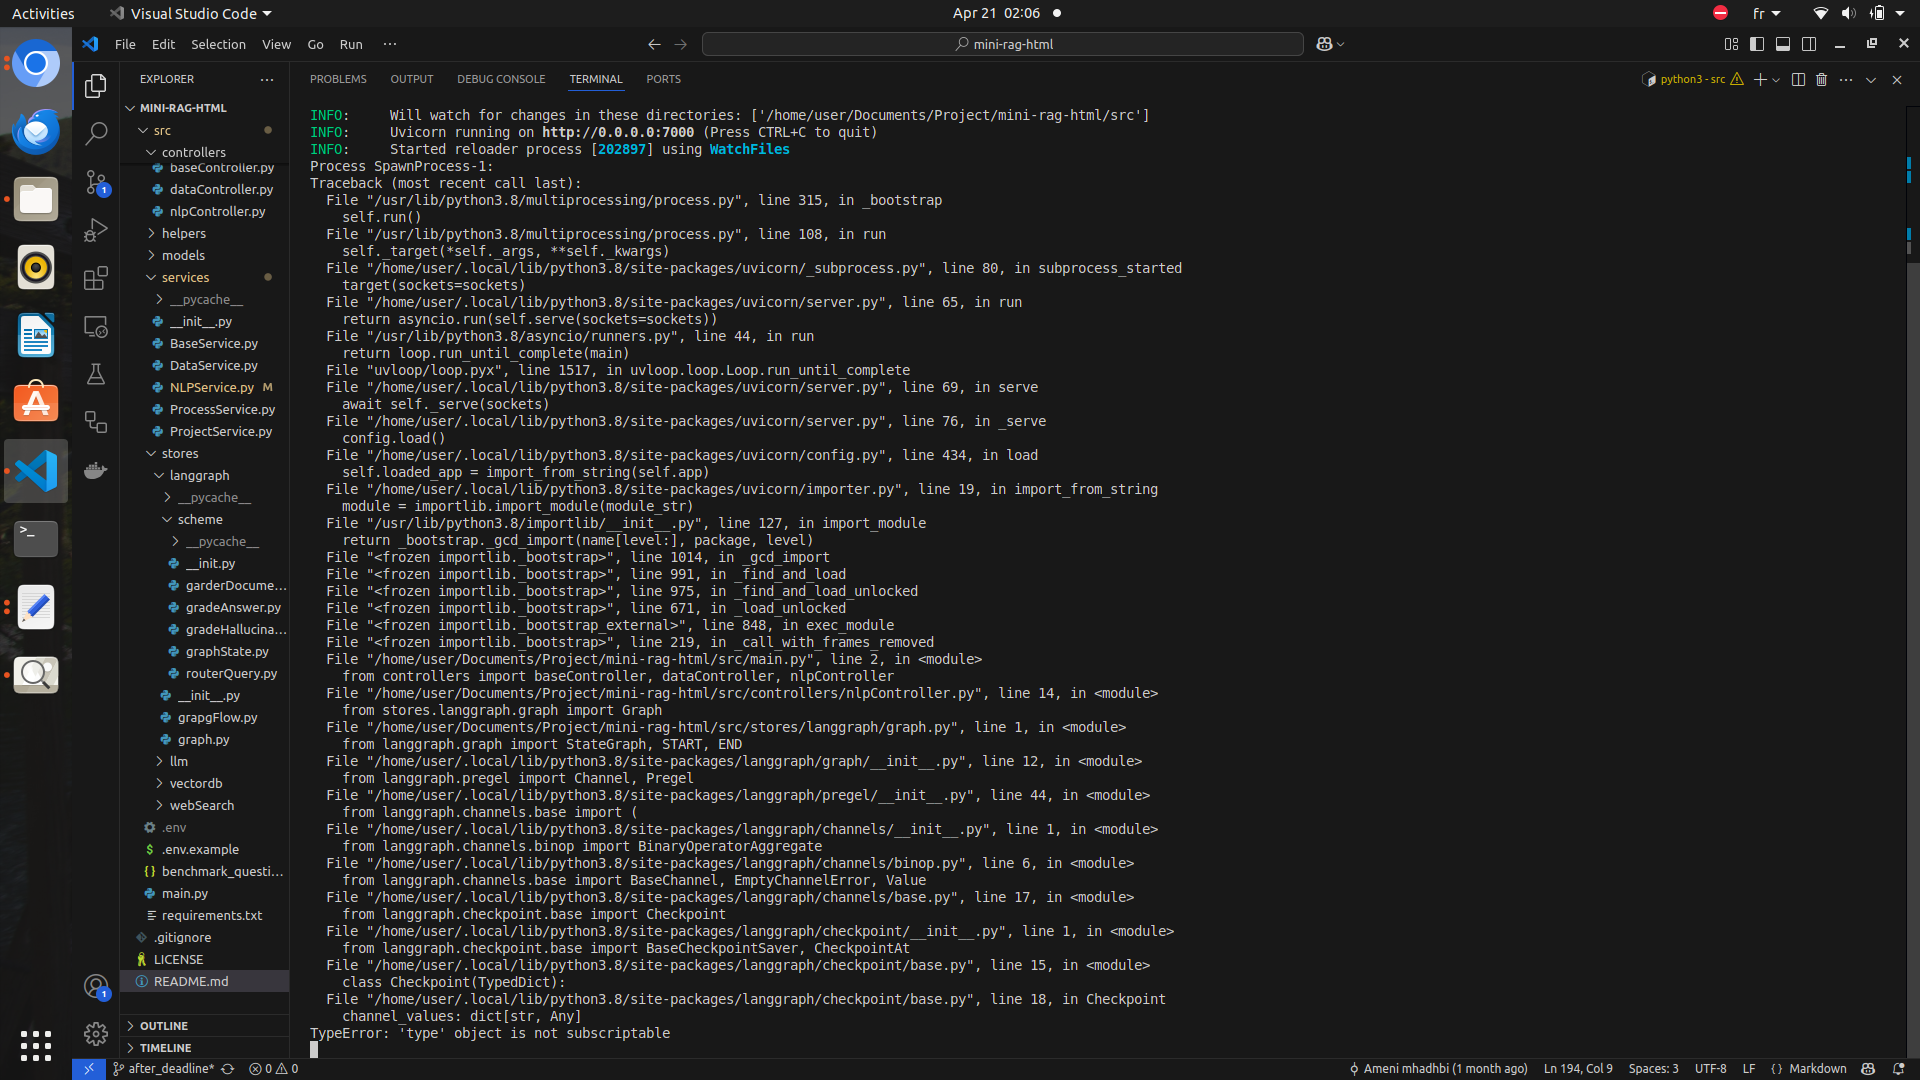 Activities
Visual Studio Code
Apr 21 02:06
fr
File Edit Selection View Go Run ···
mini-rag-html
EXPLORER
PROBLEMS OUTPUT DEBUG CONSOLE TERMINAL PORTS
python3 - src
MINI-RAG-HTML
src
controllers
baseController.py
dataController.py
nlpController.py
helpers
models
services
__pycache__
__init__.py
BaseService.py
DataService.py
NLPService.py M
ProcessService.py
ProjectService.py
stores
langgraph
__pycache__
scheme
__pycache__
__init.py
garderDocume...
gradeAnswer.py
gradeHallucina...
graphState.py
routerQuery.py
__init__.py
grapgFlow.py
graph.py
llm
vectordb
webSearch
.env
.env.example
benchmark_questi...
main.py
requirements.txt
.gitignore
LICENSE
README.md
OUTLINE
TIMELINE
1
1
INFO: Will watch for changes in these directories: ['/home/user/Documents/Project/mini-rag-html/src']
INFO: Uvicorn running on http://0.0.0.0:7000 (Press CTRL+C to quit)
INFO: Started reloader process [202897] using WatchFiles
Process SpawnProcess-1:
Traceback (most recent call last):
File "/usr/lib/python3.8/multiprocessing/process.py", line 315, in _bootstrap
self.run()
File "/usr/lib/python3.8/multiprocessing/process.py", line 108, in run
self._target(*self._args, **self._kwargs)
File "/home/user/.local/lib/python3.8/site-packages/uvicorn/_subprocess.py", line 80, in subprocess_started
target(sockets=sockets)
File "/home/user/.local/lib/python3.8/site-packages/uvicorn/server.py", line 65, in run
return asyncio.run(self.serve(sockets=sockets))
File "/usr/lib/python3.8/asyncio/runners.py", line 44, in run
return loop.run_until_complete(main)
File "uvloop/loop.pyx", line 1517, in uvloop.loop.Loop.run_until_complete
File "/home/user/.local/lib/python3.8/site-packages/uvicorn/server.py", line 69, in serve
await self._serve(sockets)
File "/home/user/.local/lib/python3.8/site-packages/uvicorn/server.py", line 76, in _serve
config.load()
File "/home/user/.local/lib/python3.8/site-packages/uvicorn/config.py", line 434, in load
self.loaded_app = import_from_string(self.app)
File "/home/user/.local/lib/python3.8/site-packages/uvicorn/importer.py", line 19, in import_from_string
module = importlib.import_module(module_str)
File "/usr/lib/python3.8/importlib/__init__.py", line 127, in import_module
return _bootstrap._gcd_import(name[level:], package, level)
File "<frozen importlib._bootstrap>", line 1014, in _gcd_import
File "<frozen importlib._bootstrap>", line 991, in _find_and_load
File "<frozen importlib._bootstrap>", line 975, in _find_and_load_unlocked
File "<frozen importlib._bootstrap>", line 671, in _load_unlocked
File "<frozen importlib._bootstrap_external>", line 848, in exec_module
File "<frozen importlib._bootstrap>", line 219, in _call_with_frames_removed
File "/home/user/Documents/Project/mini-rag-html/src/main.py", line 2, in <module>
from controllers import baseController, dataController, nlpController
File "/home/user/Documents/Project/mini-rag-html/src/controllers/nlpController.py", line 14, in <module>
from stores.langgraph.graph import Graph
File "/home/user/Documents/Project/mini-rag-html/src/stores/langgraph/graph.py", line 1, in <module>
from langgraph.graph import StateGraph, START, END
File "/home/user/.local/lib/python3.8/site-packages/langgraph/graph/__init__.py", line 12, in <module>
from langgraph.pregel import Channel, Pregel
File "/home/user/.local/lib/python3.8/site-packages/langgraph/pregel/__init__.py", line 44, in <module>
from langgraph.channels.base import (
File "/home/user/.local/lib/python3.8/site-packages/langgraph/channels/__init__.py", line 1, in <module>
from langgraph.channels.binop import BinaryOperatorAggregate
File "/home/user/.local/lib/python3.8/site-packages/langgraph/channels/binop.py", line 6, in <module>
from langgraph.channels.base import BaseChannel, EmptyChannelError, Value
File "/home/user/.local/lib/python3.8/site-packages/langgraph/channels/base.py", line 17, in <module>
from langgraph.checkpoint.base import Checkpoint
File "/home/user/.local/lib/python3.8/site-packages/langgraph/checkpoint/__init__.py", line 1, in <module>
from langgraph.checkpoint.base import BaseCheckpointSaver, CheckpointAt
File "/home/user/.local/lib/python3.8/site-packages/langgraph/checkpoint/base.py", line 15, in <module>
class Checkpoint(TypedDict):
File "/home/user/.local/lib/python3.8/site-packages/langgraph/checkpoint/base.py", line 18, in Checkpoint
channel_values: dict[str, Any]
TypeError: 'type' object is not subscriptable
after_deadline* 0 0
Ameni mhadhbi (1 month ago) Ln 194, Col 9 Spaces: 3 UTF-8 LF {} Markdown